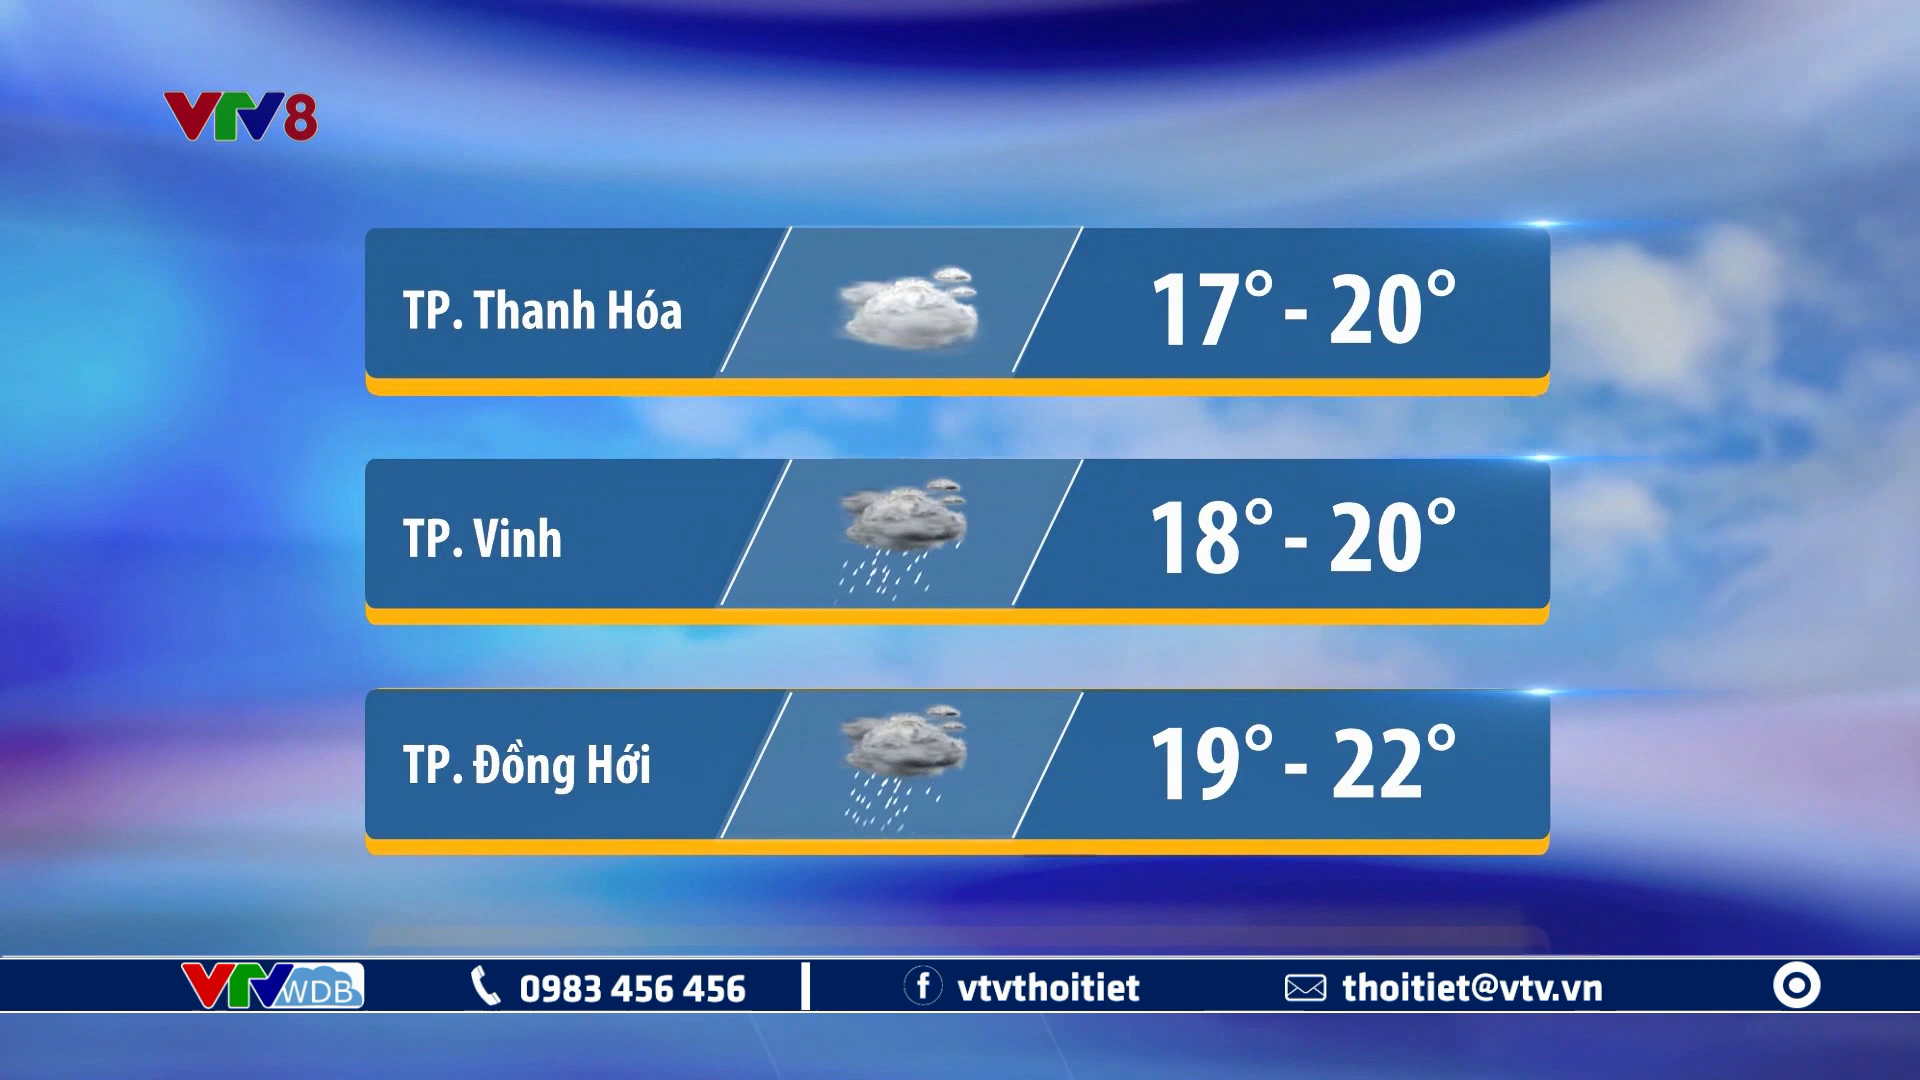 VTV8
TP. Thanh Hóa
17° - 20°
TP. Vinh
18° - 20°
TP. Đồng Hới
19° - 22°
VTV WDB
0983 456 456
vtvthoitiet
thoitiet@vtv.vn